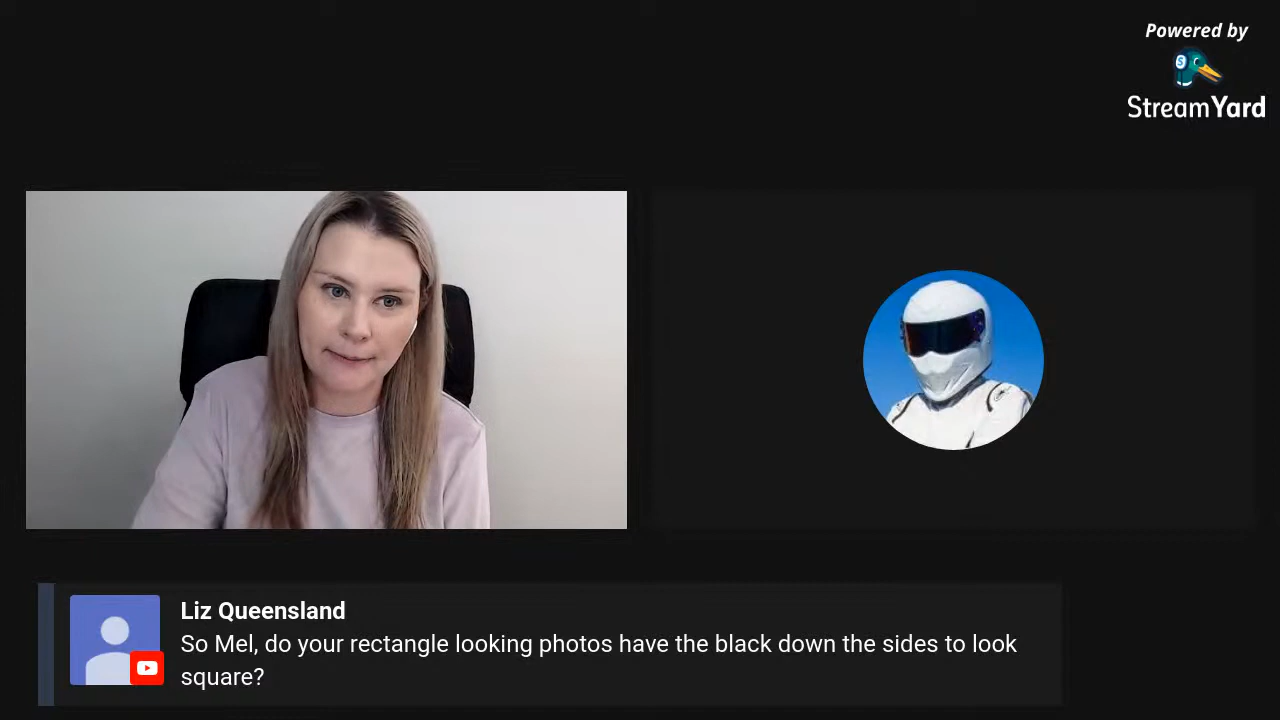 Powered by
StreamYard
Liz Queensland
So Mel, do your rectangle looking photos have the black down the sides to look
square?